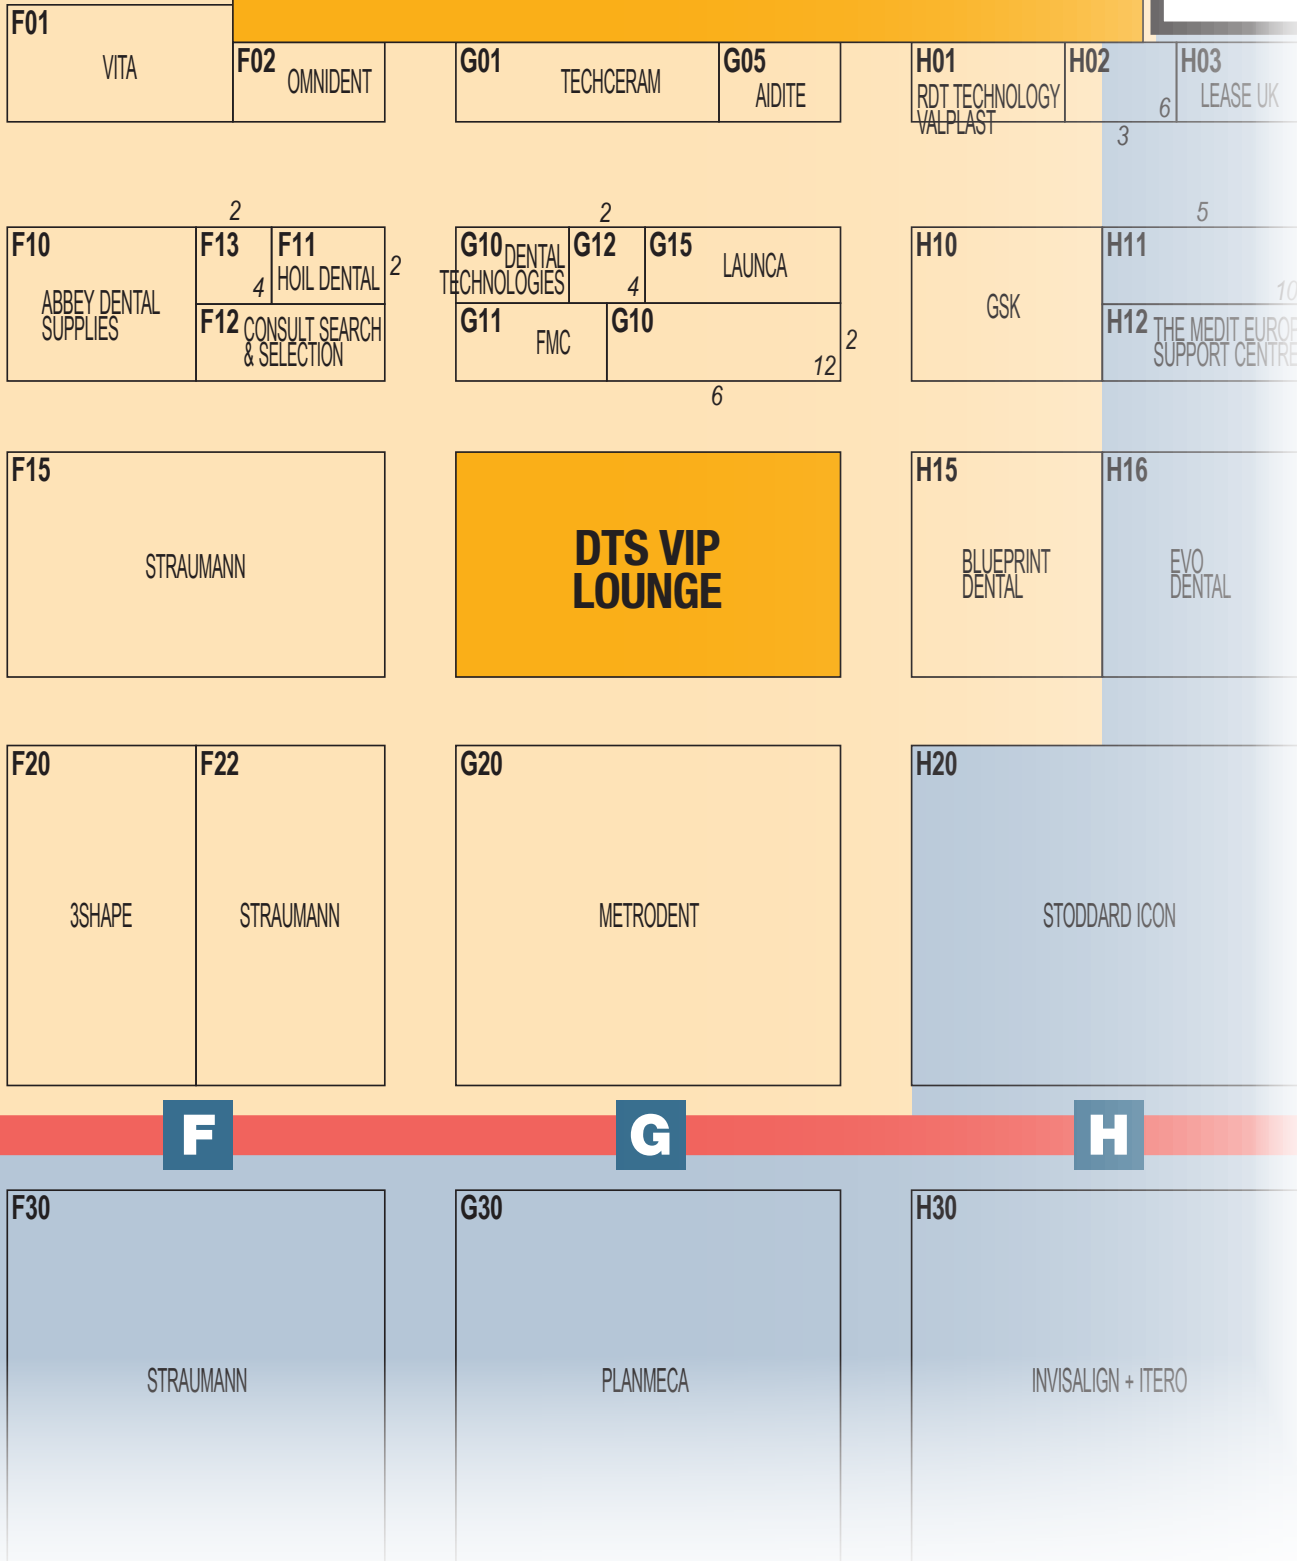 F01
VITA
F02
OMNIDENT
G01
TECHCERAM
G05
AIDITE
H01
RDT TECHNOLOGY
VALPLAST
H02
6
3
H03
LEASE UK
F10
ABBEY DENTAL
SUPPLIES
2
F13
4
F11
HOIL DENTAL
2
F12
CONSULT SEARCH
& SELECTION
G10
DENTAL
TECHNOLOGIES
2
G12
4
G15
LAUNCA
G11
FMC
G10
12
2
6
H10
GSK
5
H11
10
H12
THE MEDIT EUROP
SUPPORT CENTRE
F15
STRAUMANN
DTS VIP
LOUNGE
H15
BLUEPRINT
DENTAL
H16
EVO
DENTAL
F20
3SHAPE
F22
STRAUMANN
G20
METRODENT
H20
STODDARD ICON
F
G
H
F30
STRAUMANN
G30
PLANMECA
H30
INVISALIGN + ITERO